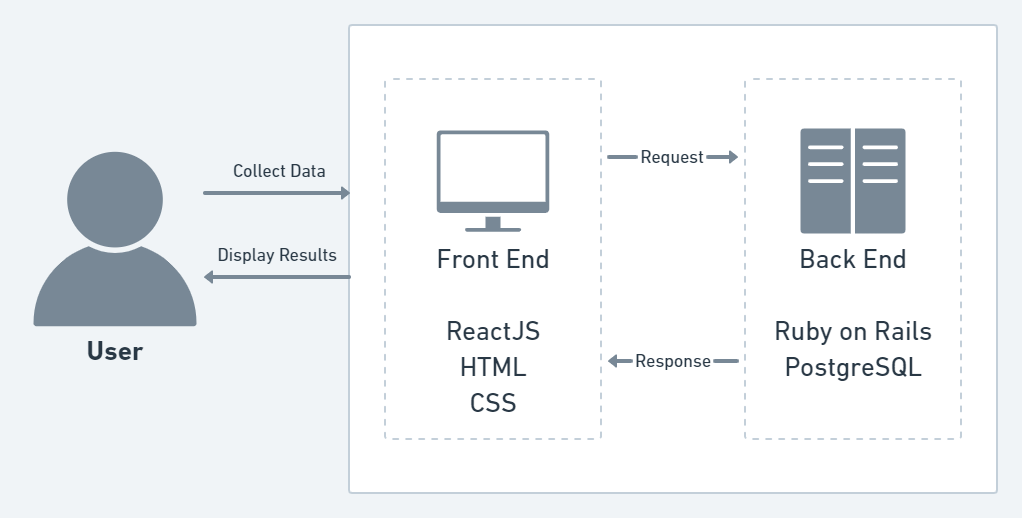 Collect Data
Display Results
User
Front End
ReactJS
HTML
CSS
Request
Response
Back End
Ruby on Rails
PostgreSQL